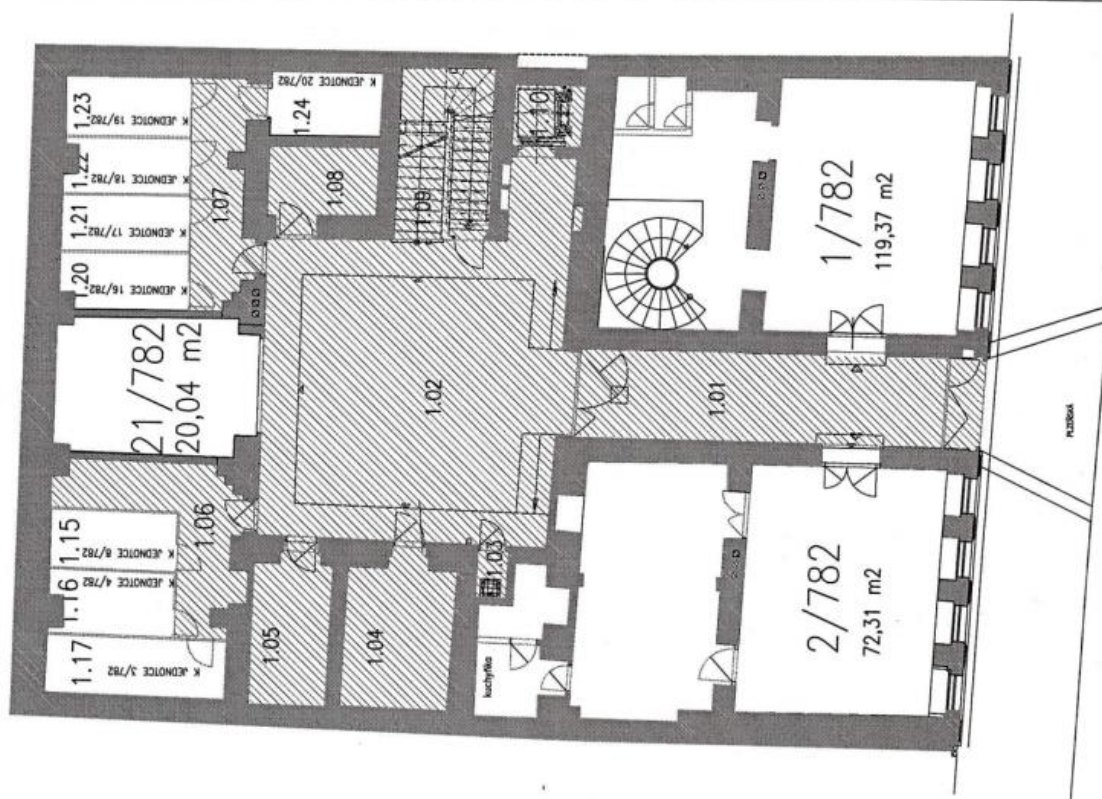 1.23
K JEDNOTCE 19/782
1.22
K JEDNOTCE 18/782
1.21
K JEDNOTCE 17/782
1.20
K JEDNOTCE 16/782
1.07
1.24
K JEDNOTCE 20/782
1.08
1.09
1.10
21/782
20,04 m2
1.02
1.01
1/782
119,37 m2
1.15
K JEDNOTCE 8/782
1.16
K JEDNOTCE 4/782
1.17
K JEDNOTCE 3/782
1.06
1.05
1.04
1.03
kuchyňka
2/782
72,31 m2
PLZEŇSKÁ